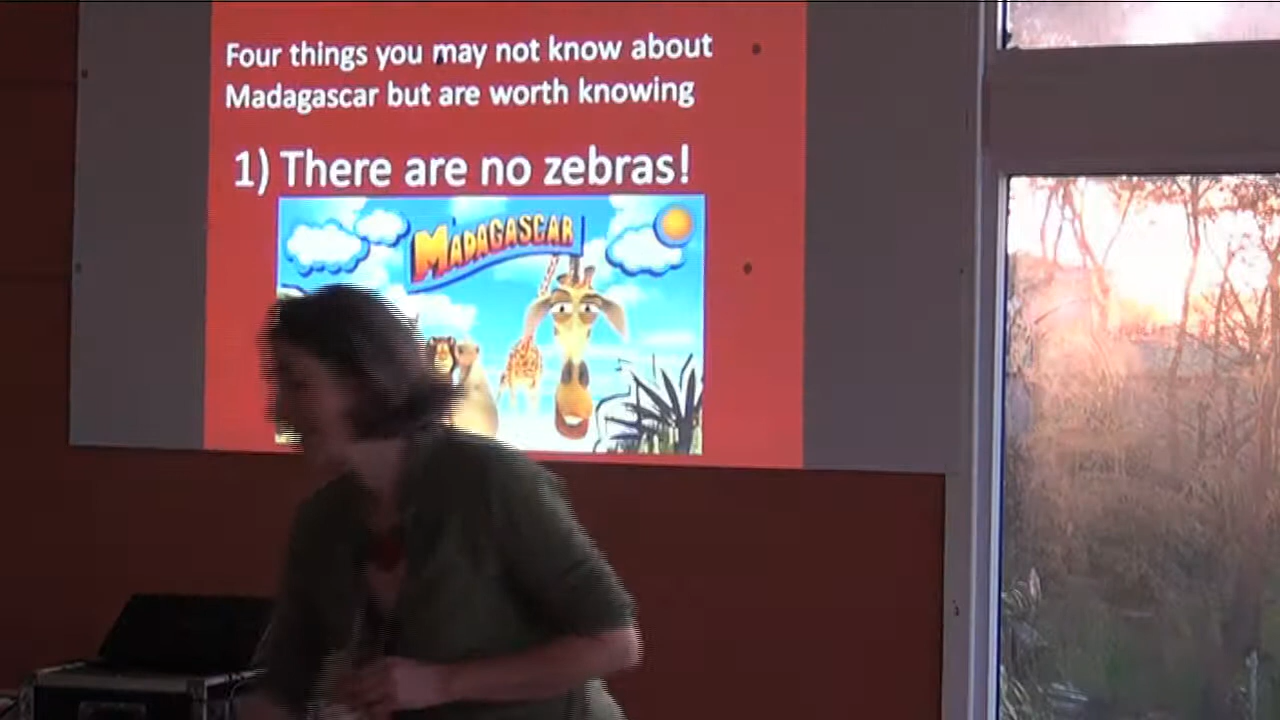 Four things you may not know about
Madagascar but are worth knowing
1) There are no zebras!
MADAGASCAR